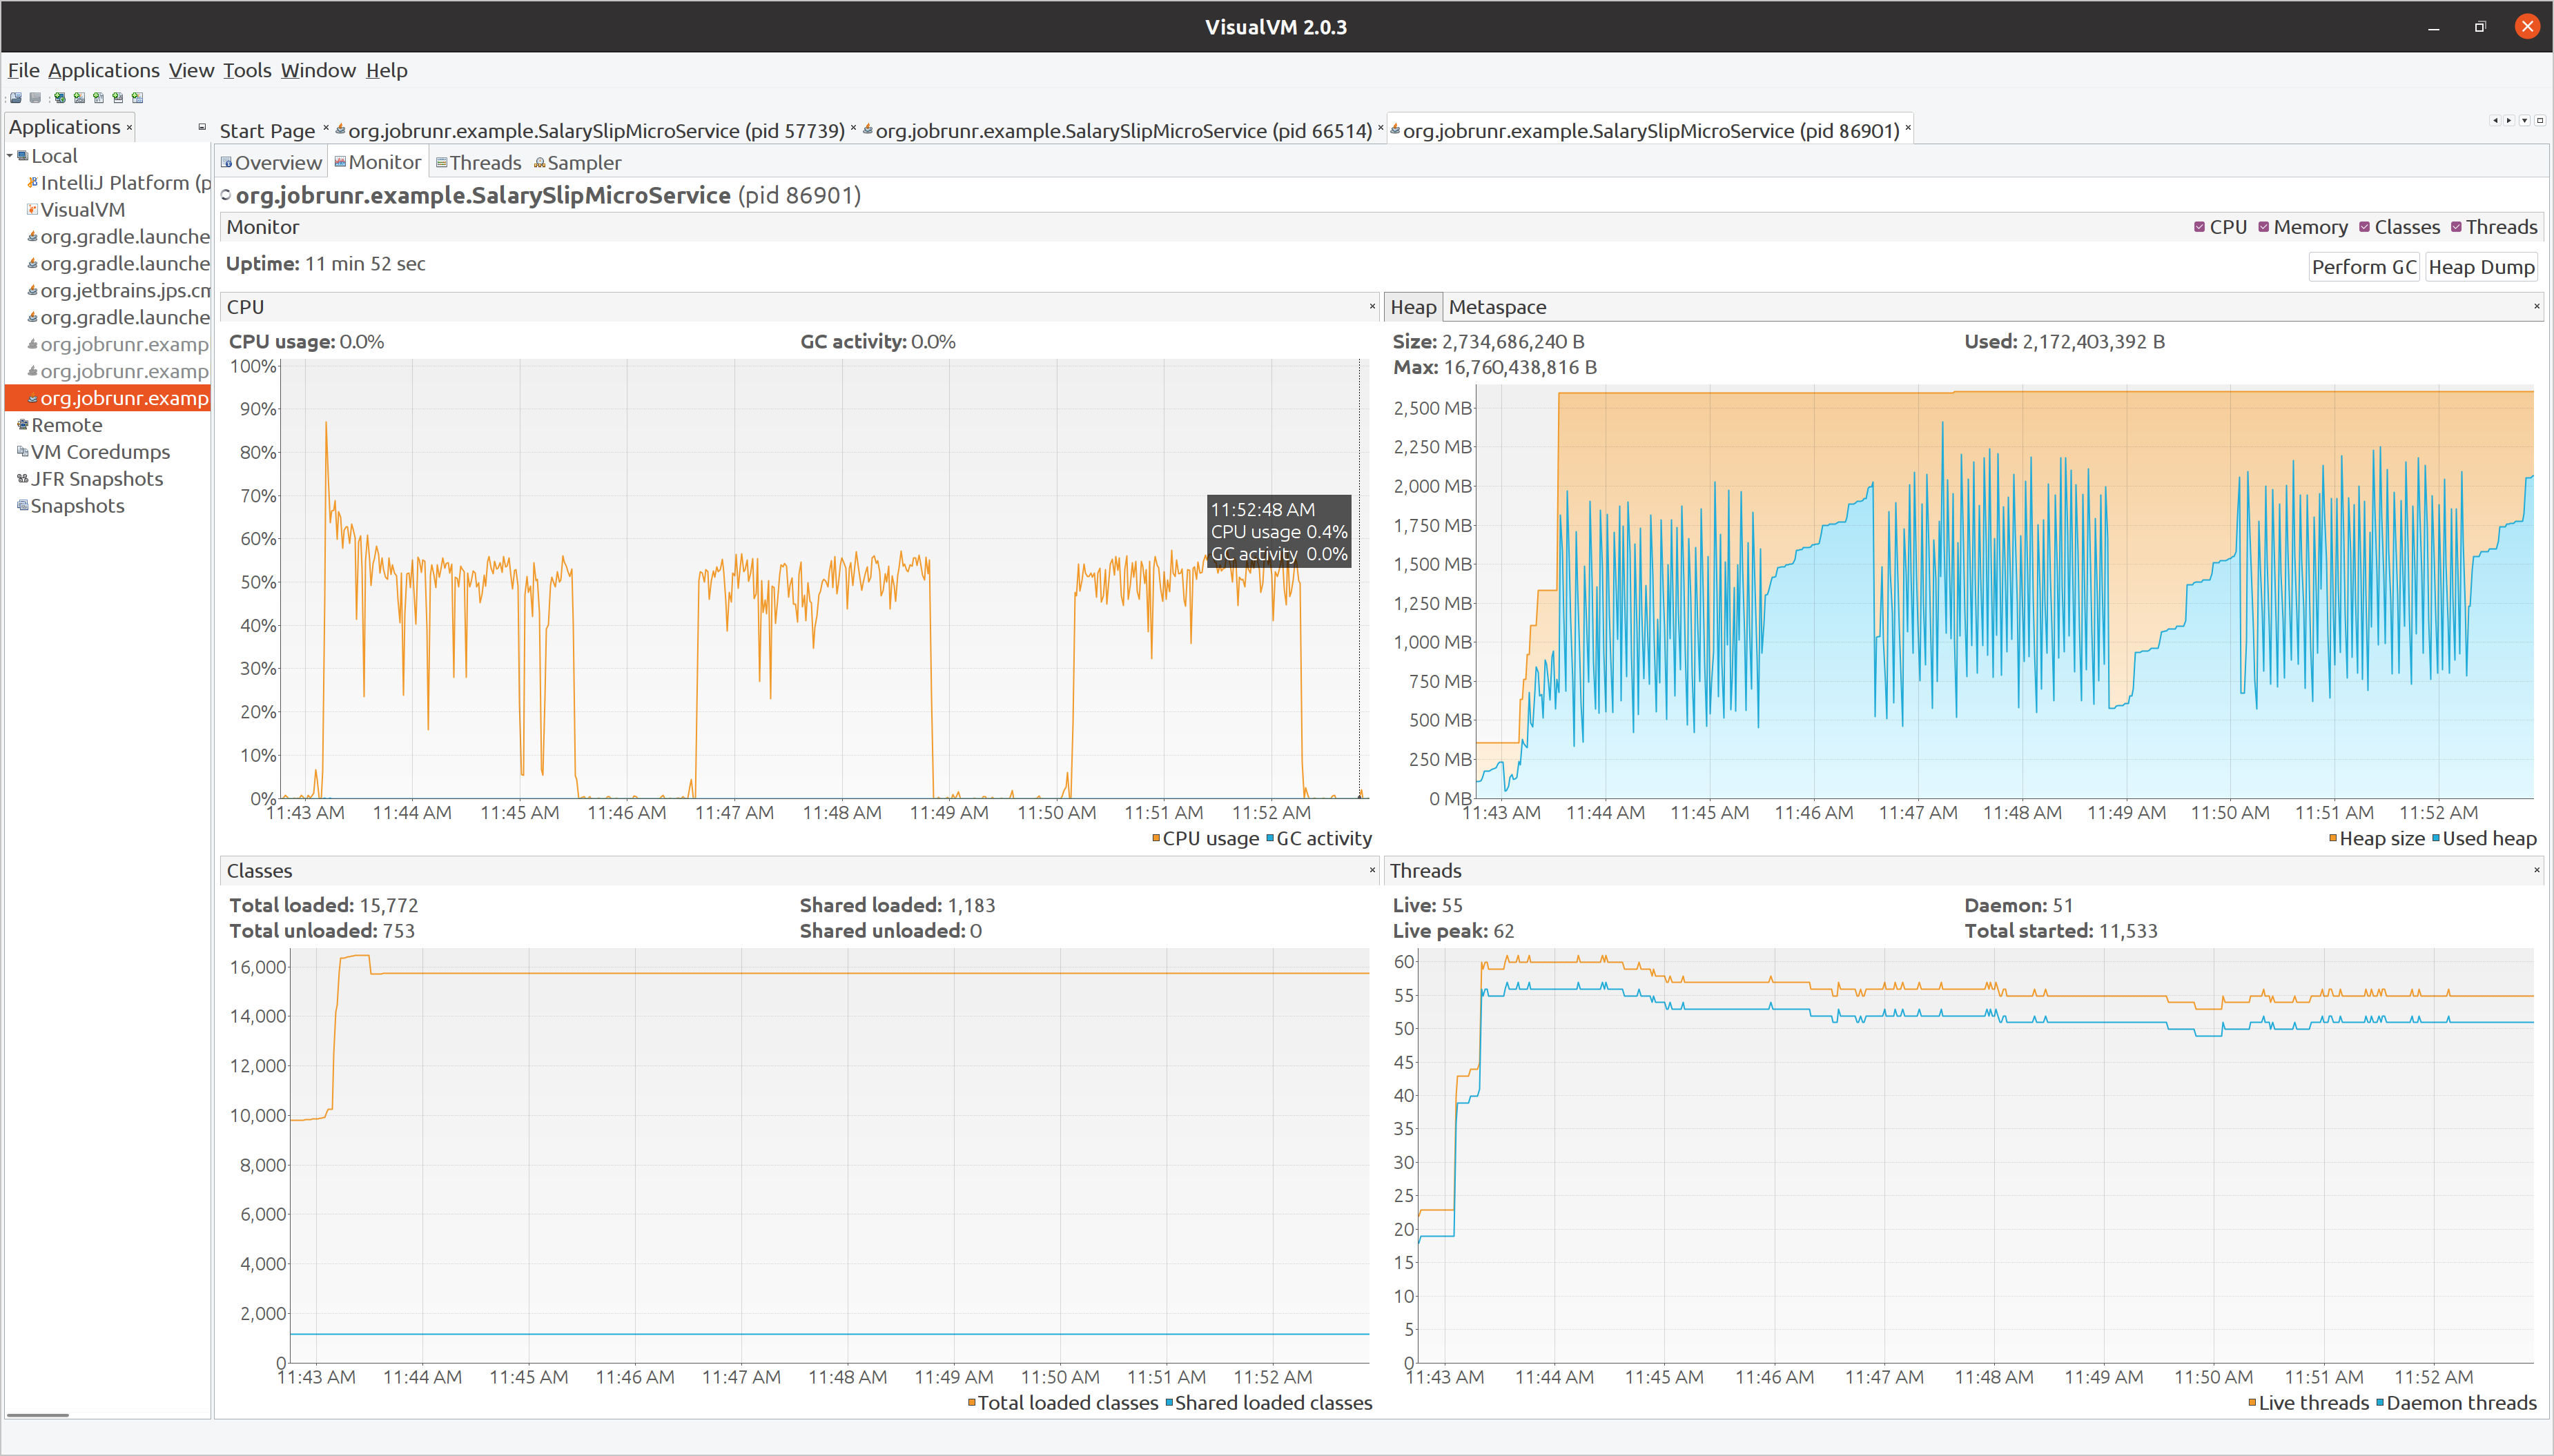 VisualVM 2.0.3
File Applications View Tools Window Help
Applications
Start Page
org.jobrunr.example.SalarySlipMicroService (pid 57739)
org.jobrunr.example.SalarySlipMicroService (pid 66514)
org.jobrunr.example.SalarySlipMicroService (pid 86901)
Local
IntelliJ Platform (p
VisualVM
org.gradle.launche
org.gradle.launche
org.jetbrains.jps.cm
org.gradle.launche
org.jobrunr.examp
org.jobrunr.examp
org.jobrunr.examp
Remote
VM Coredumps
JFR Snapshots
Snapshots
Overview Monitor Threads Sampler
org.jobrunr.example.SalarySlipMicroService (pid 86901)
Monitor
CPU Memory Classes Threads
Uptime: 11 min 52 sec
Perform GC Heap Dump
CPU
CPU usage: 0.0% GC activity: 0.0%
100%
90%
80%
70%
60%
50%
40%
30%
20%
10%
0%
11:52:48 AM
CPU usage 0.4%
GC activity 0.0%
11:43 AM 11:44 AM 11:45 AM 11:46 AM 11:47 AM 11:48 AM 11:49 AM 11:50 AM 11:51 AM 11:52 AM
CPU usage GC activity
Heap Metaspace
Size: 2,734,686,240 B Used: 2,172,403,392 B
Max: 16,760,438,816 B
2,500 MB
2,250 MB
2,000 MB
1,750 MB
1,500 MB
1,250 MB
1,000 MB
750 MB
500 MB
250 MB
0 MB
11:43 AM 11:44 AM 11:45 AM 11:46 AM 11:47 AM 11:48 AM 11:49 AM 11:50 AM 11:51 AM 11:52 AM
Heap size Used heap
Classes
Total loaded: 15,772 Shared loaded: 1,183
Total unloaded: 753 Shared unloaded: 0
16,000
14,000
12,000
10,000
8,000
6,000
4,000
2,000
0
11:43 AM 11:44 AM 11:45 AM 11:46 AM 11:47 AM 11:48 AM 11:49 AM 11:50 AM 11:51 AM 11:52 AM
Total loaded classes Shared loaded classes
Threads
Live: 55 Daemon: 51
Live peak: 62 Total started: 11,533
60
55
50
45
40
35
30
25
20
15
10
5
0
11:43 AM 11:44 AM 11:45 AM 11:46 AM 11:47 AM 11:48 AM 11:49 AM 11:50 AM 11:51 AM 11:52 AM
Live threads Daemon threads